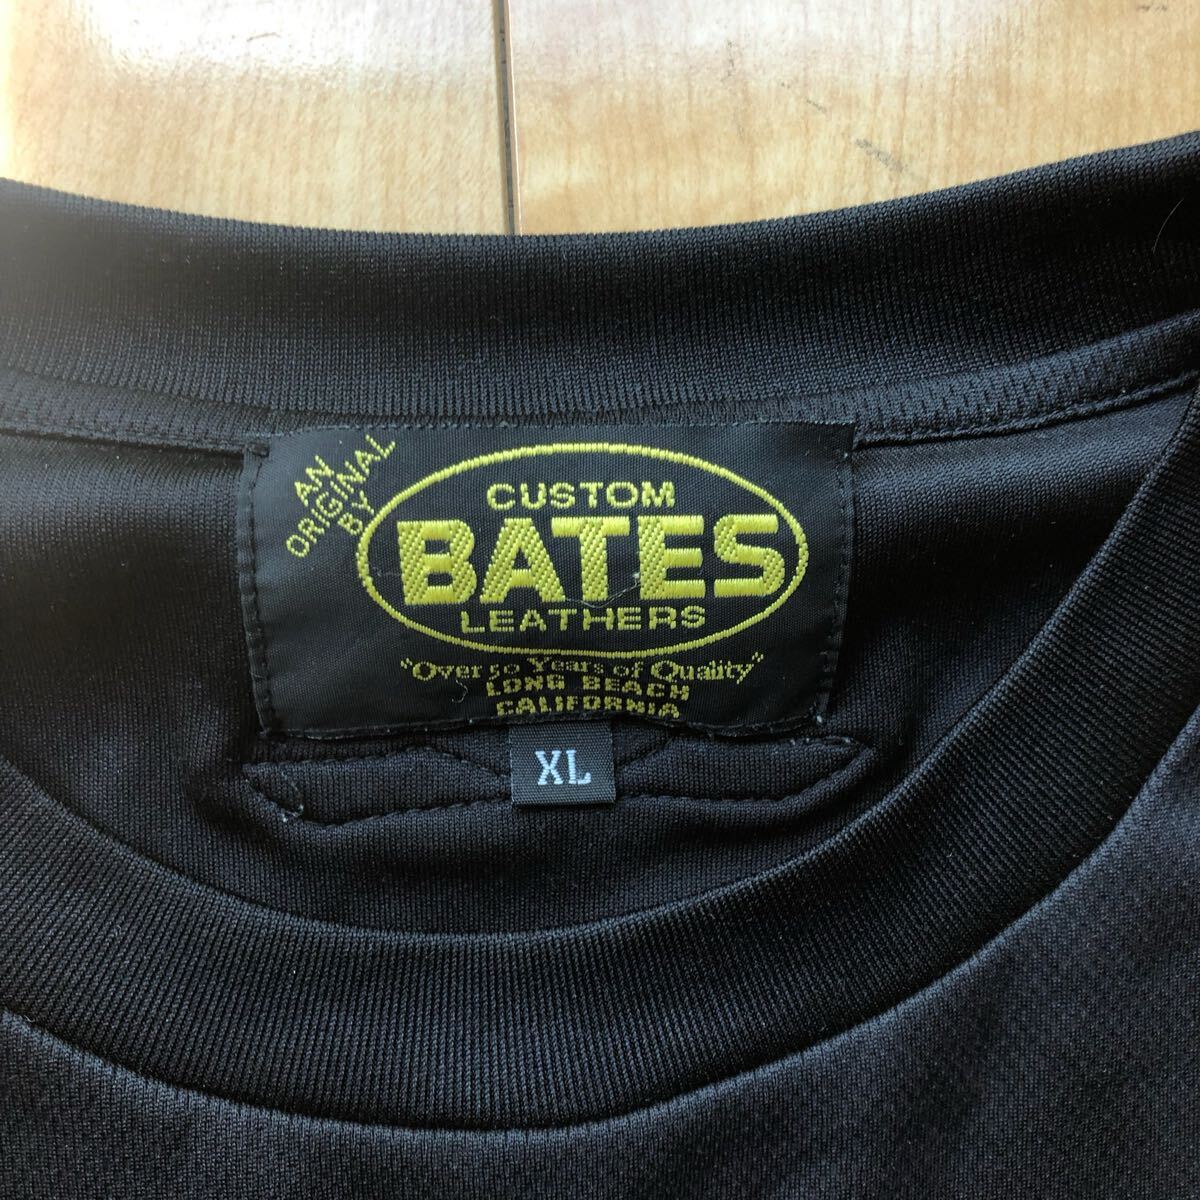 AN
ORIGINAL
BY
CUSTOM
BATES
LEATHERS
"Over 50 Years of Quality"
LONG BEACH
CALIFORNIA
XL